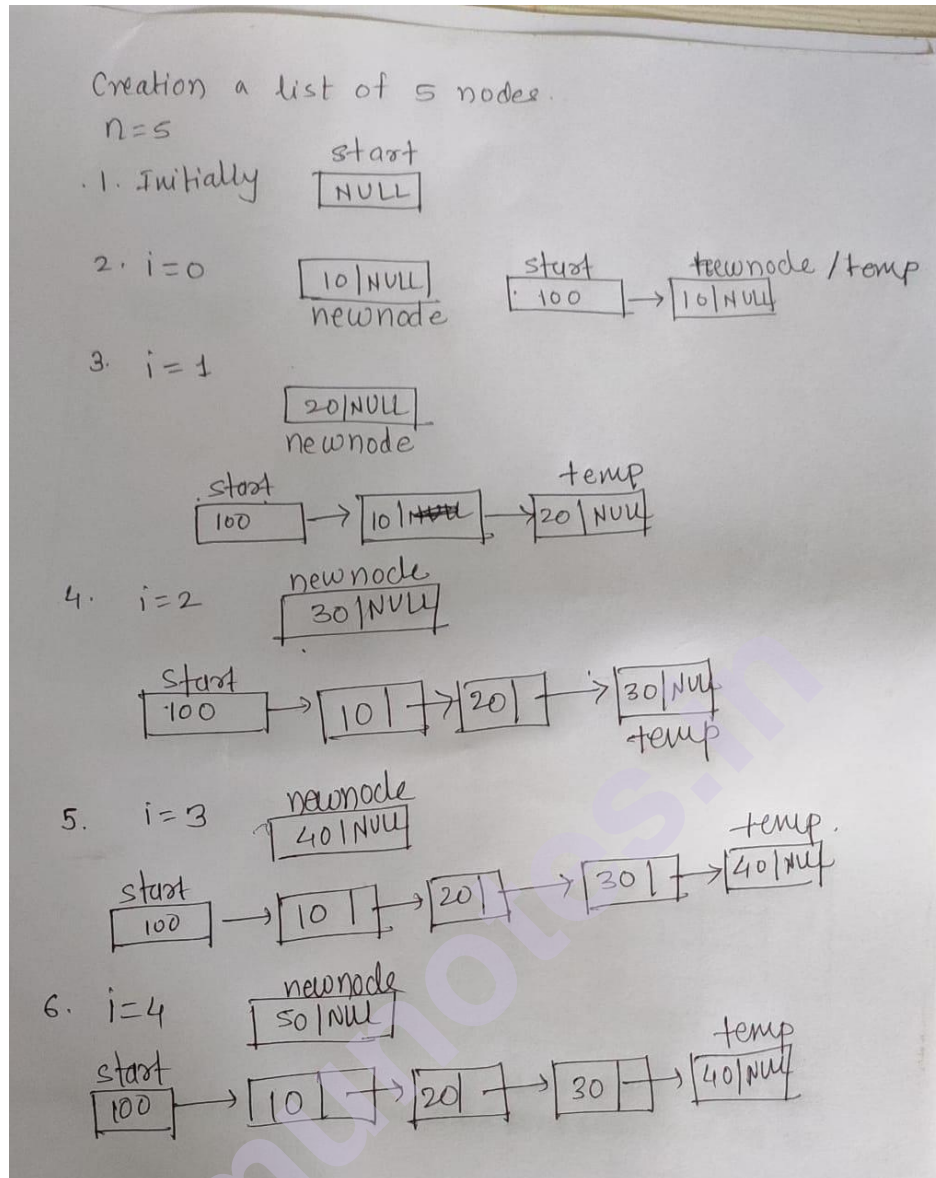 Creation a list of 5 nodes.
n=5
start
1. Initially NULL
2. i=0 10|NULL start newnode/temp
newnode 100 → 10|NULL
3. i=1
20|NULL
newnode
start temp
100 → 10|NULL → 20|NULL
newnode
4. i=2 30|NULL
start
100 → 10| → 20| → 30|NULL
temp
newnode
5. i=3 40|NULL
temp.
start
100 → 10| → 20| → 30| → 40|NULL
newnode
6. i=4 50|NULL
temp
start
100 → 10| → 20| → 30| → 40|NULL
munotes.in